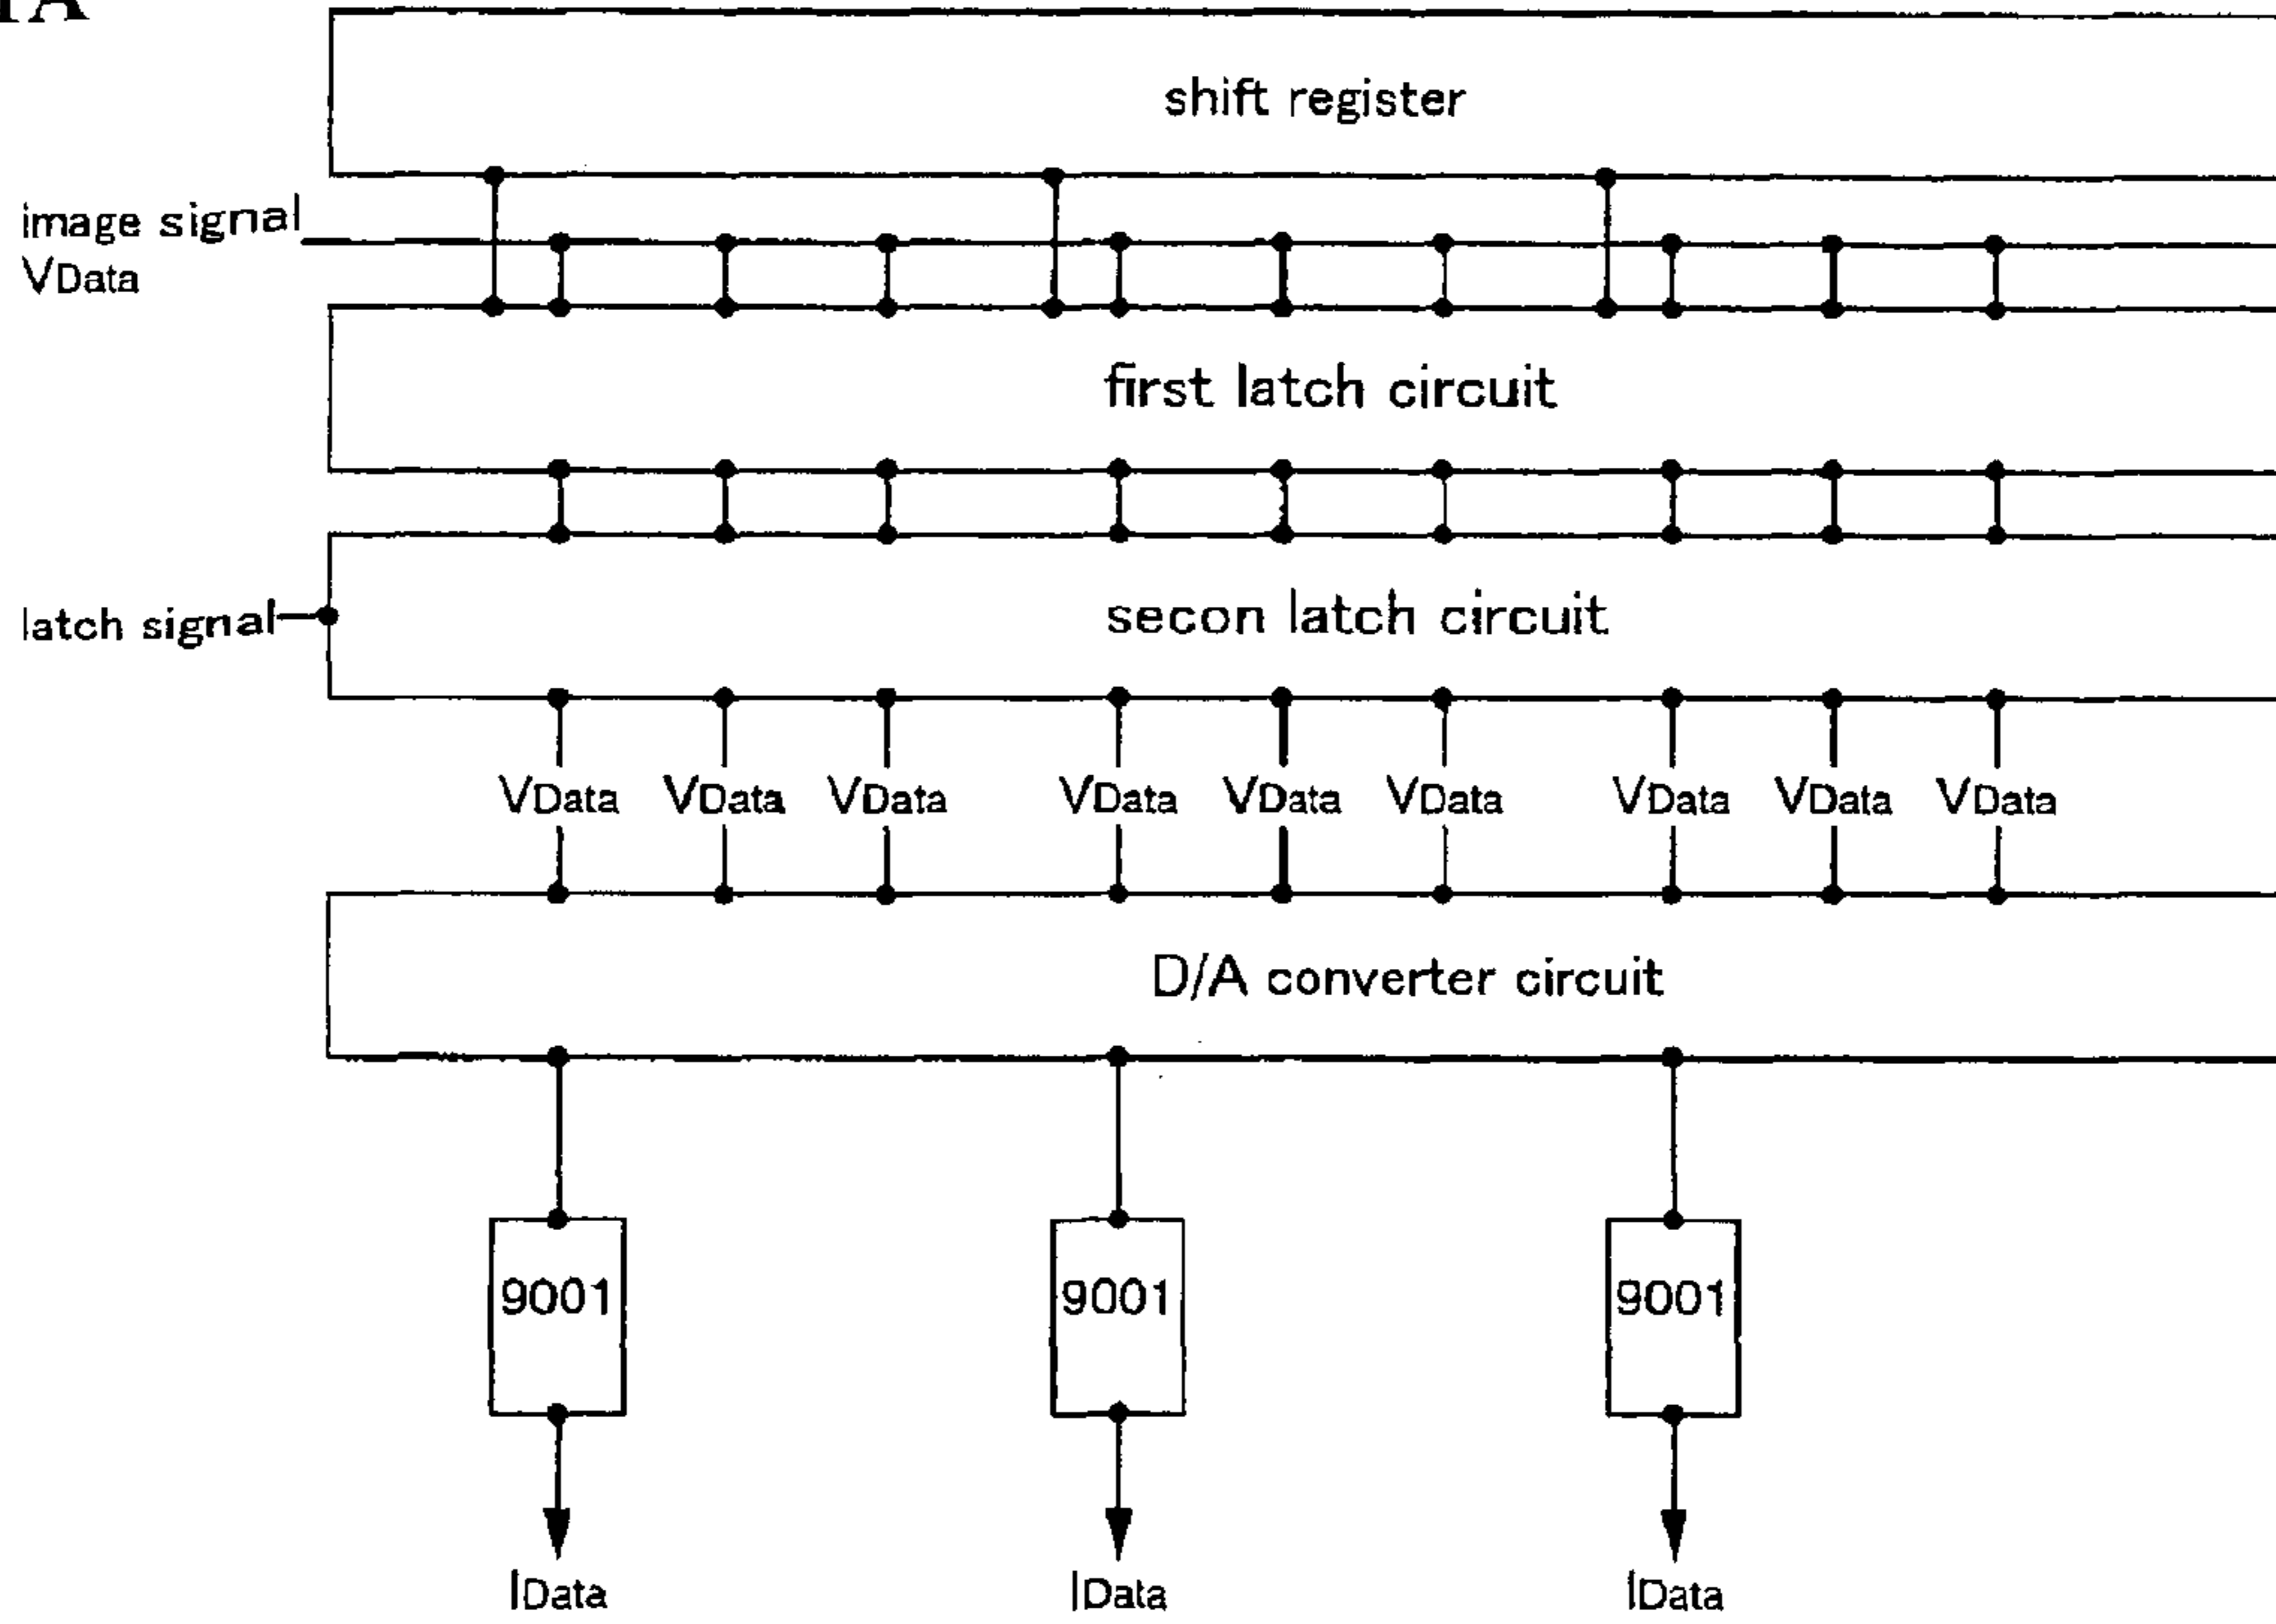 shift register
image signal
VData
first latch circuit
latch signal
secon latch circuit
VData VData VData VData VData VData VData VData VData
D/A converter circuit
9001 9001 9001
IData IData IData